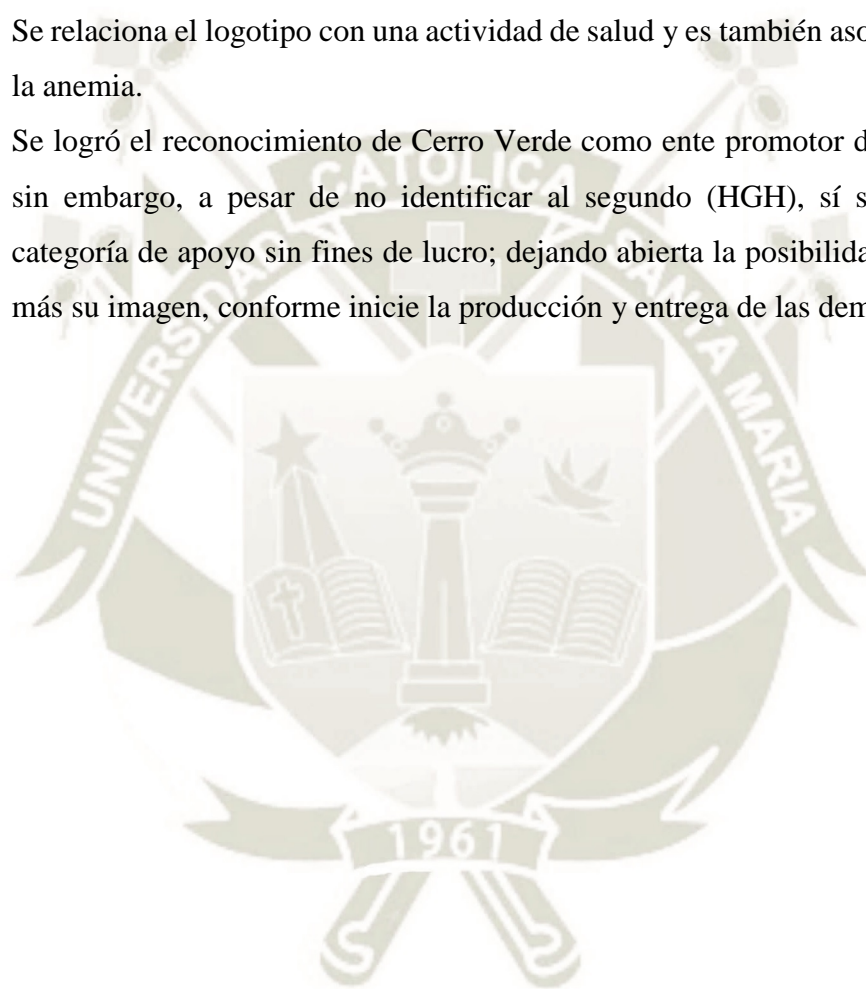 Se relaciona el logotipo con una actividad de salud y es también aso
la anemia.
Se logró el reconocimiento de Cerro Verde como ente promotor d
sin embargo, a pesar de no identificar al segundo (HGH), sí s
categoría de apoyo sin fines de lucro; dejando abierta la posibilida
más su imagen, conforme inicie la producción y entrega de las dem
UNIVERSIDAD CATÓLICA SANTA MARIA
1961